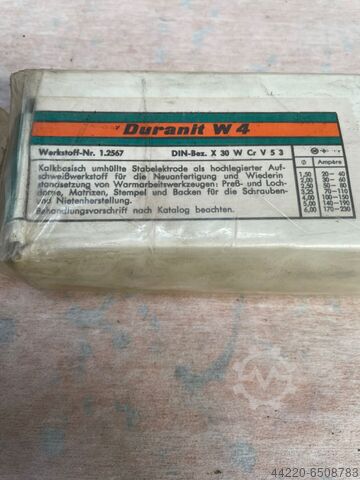 Duranit W 4
Werkstoff-Nr. 1.2567 DIN-Bez. X 30 W Cr V 5 3
Kalkbasisch umhüllte Stabelektrode als hochlegierter Auf-
schweißwerkstoff für die Neuanfertigung und Wiederin
standsetzung von Warmarbeitswerkzeugen: Preß- und Loch-
dorne, Matrizen, Stempel und Backen für die Schrauben-
und Nietenherstellung.
Behandlungsvorschrift nach Katalog beachten.
Ø Ampère
1,50 20 — 40
2,00 30 — 60
2,50 50 — 80
3,25 70 — 110
4,00 100 — 150
5,00 140 — 190
6,00 170 — 230
44220-6508783